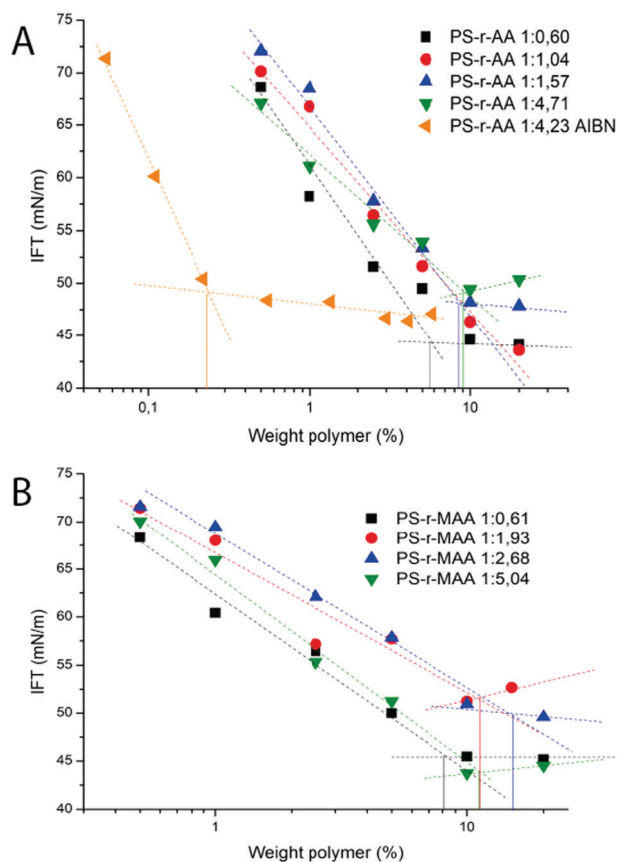 A
PS-r-AA 1:0,60
PS-r-AA 1:1,04
PS-r-AA 1:1,57
PS-r-AA 1:4,71
PS-r-AA 1:4,23 AIBN
75
70
65
60
55
50
45
40
IFT (mN/m)
0,1
1
10
Weight polymer (%)
B
PS-r-MAA 1:0,61
PS-r-MAA 1:1,93
PS-r-MAA 1:2,68
PS-r-MAA 1:5,04
75
70
65
60
55
50
45
40
IFT (mN/m)
1
10
Weight polymer (%)